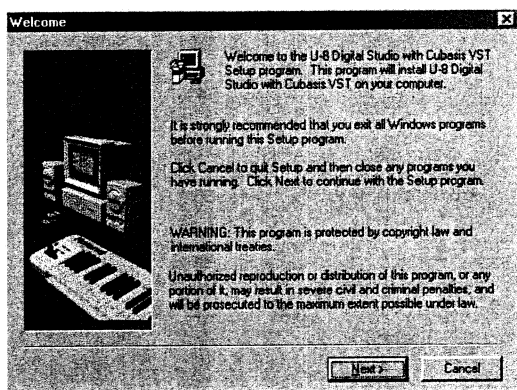 Welcome
Welcome to the U-8 Digital Studio with Cubasis VST
Setup program. This program will install U-8 Digital
Studio with Cubasis VST on your computer.
It is strongly recommended that you exit all Windows programs
before running this Setup program.
Click Cancel to quit Setup and then close any programs you
have running. Click Next to continue with the Setup program.
WARNING: This program is protected by copyright law and
international treaties.
Unauthorized reproduction or distribution of this program, or any
portion of it, may result in severe civil and criminal penalties, and
will be prosecuted to the maximum extent possible under law.
Next > Cancel